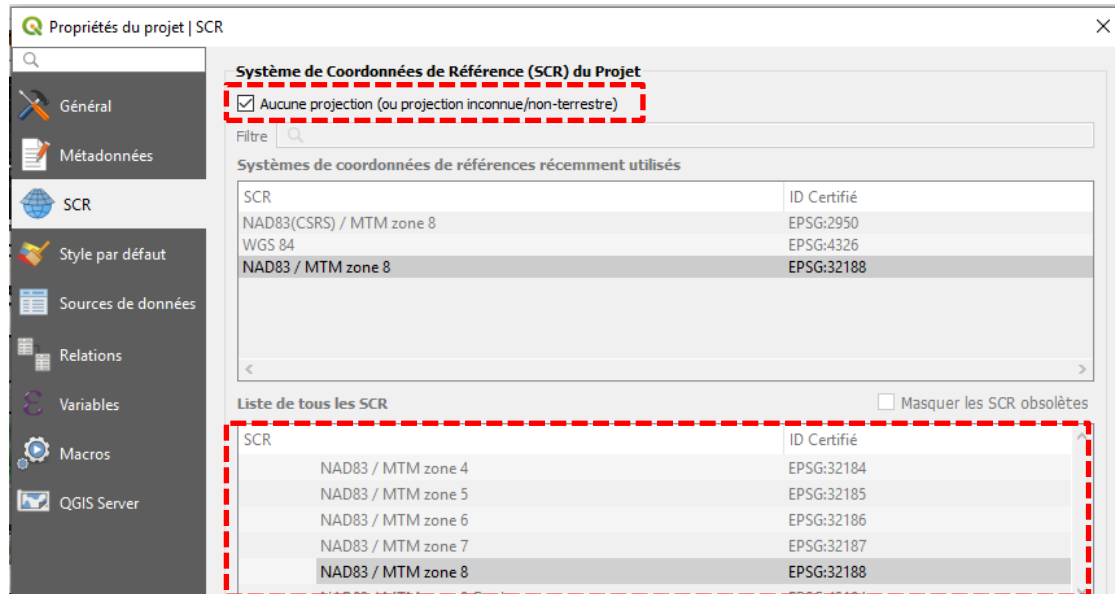 Propriétés du projet | SCR
Général
Métadonnées
SCR
Style par défaut
Sources de données
Relations
Variables
Macros
QGIS Server
Système de Coordonnées de Référence (SCR) du Projet
Aucune projection (ou projection inconnue/non-terrestre)
Filtre
Systèmes de coordonnées de références récemment utilisés
SCR ID Certifié
NAD83(CSRS) / MTM zone 8 EPSG:2950
WGS 84 EPSG:4326
NAD83 / MTM zone 8 EPSG:32188
Liste de tous les SCR Masquer les SCR obsolètes
SCR ID Certifié
NAD83 / MTM zone 4 EPSG:32184
NAD83 / MTM zone 5 EPSG:32185
NAD83 / MTM zone 6 EPSG:32186
NAD83 / MTM zone 7 EPSG:32187
NAD83 / MTM zone 8 EPSG:32188